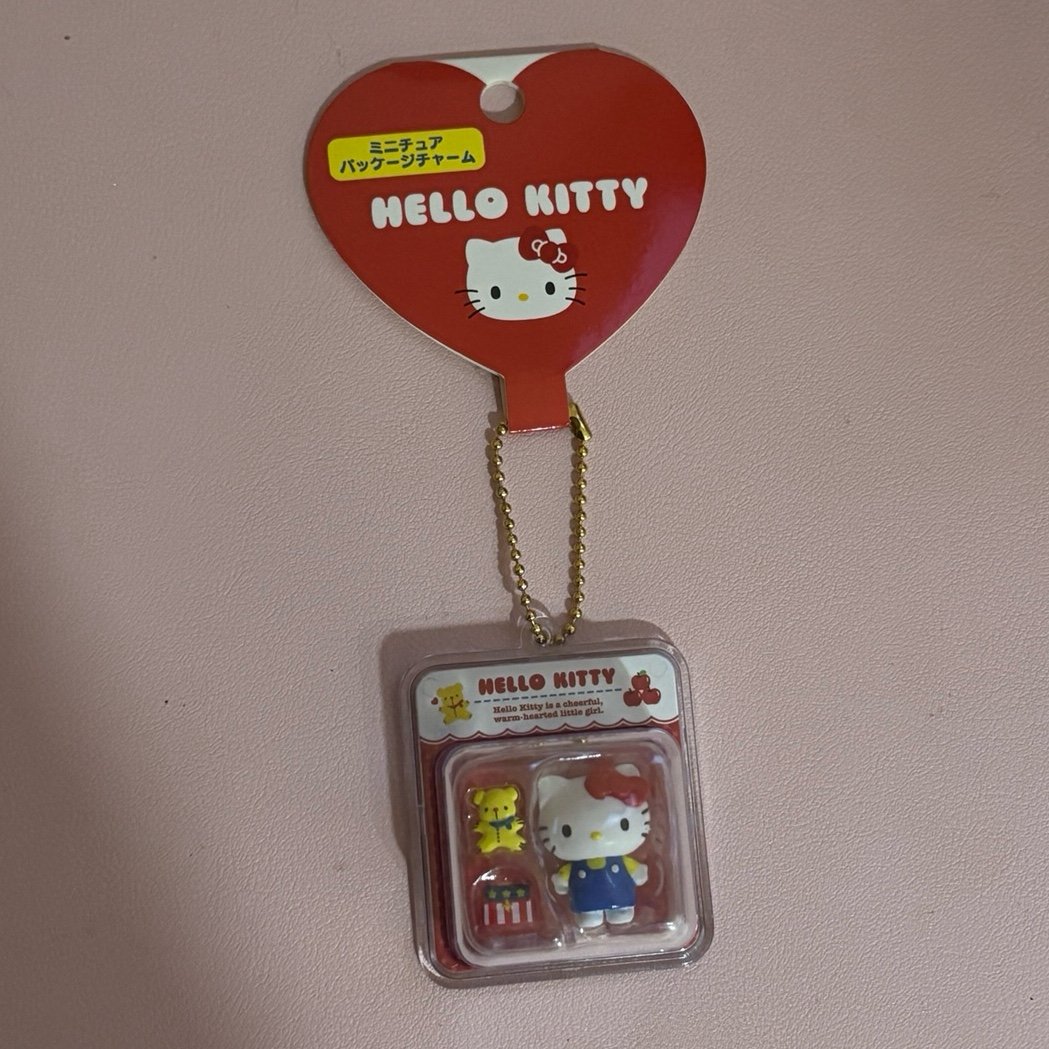 ミニチュア
パッケージチャーム
HELLO KITTY
HELLO KITTY
Hello Kitty is a cheerful,
warm-hearted little girl.